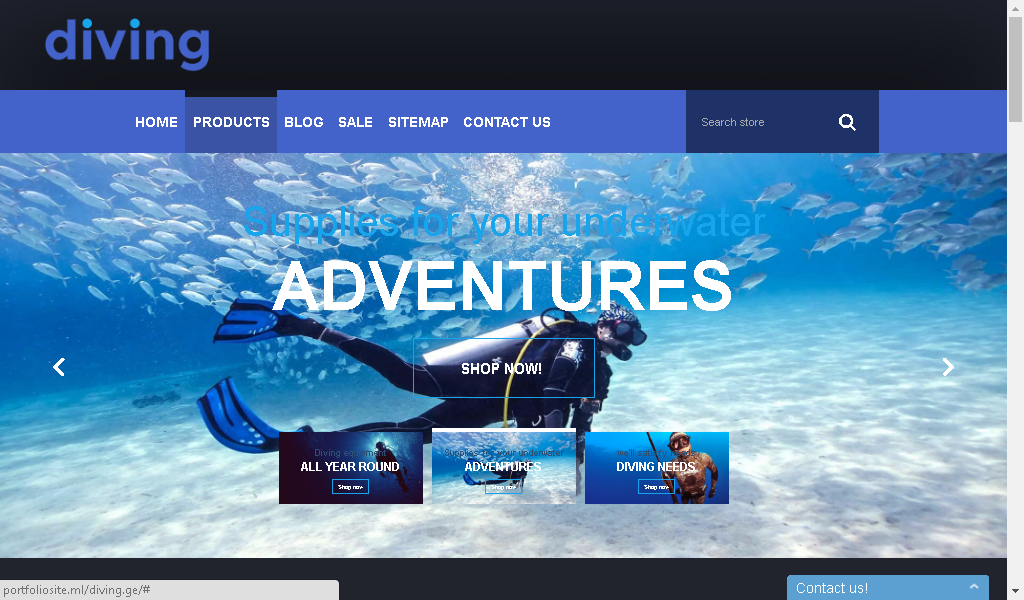 diving
HOME PRODUCTS BLOG SALE SITEMAP CONTACT US
Search store
Supplies for your underwater
ADVENTURES
SHOP NOW!
Diving equipment
ALL YEAR ROUND
Shop now
Supplies for your underwater
ADVENTURES
Shop now
we'll
DIVING NEEDS
Shop now
portfoliosite.ml/diving.ge/#
Contact us!